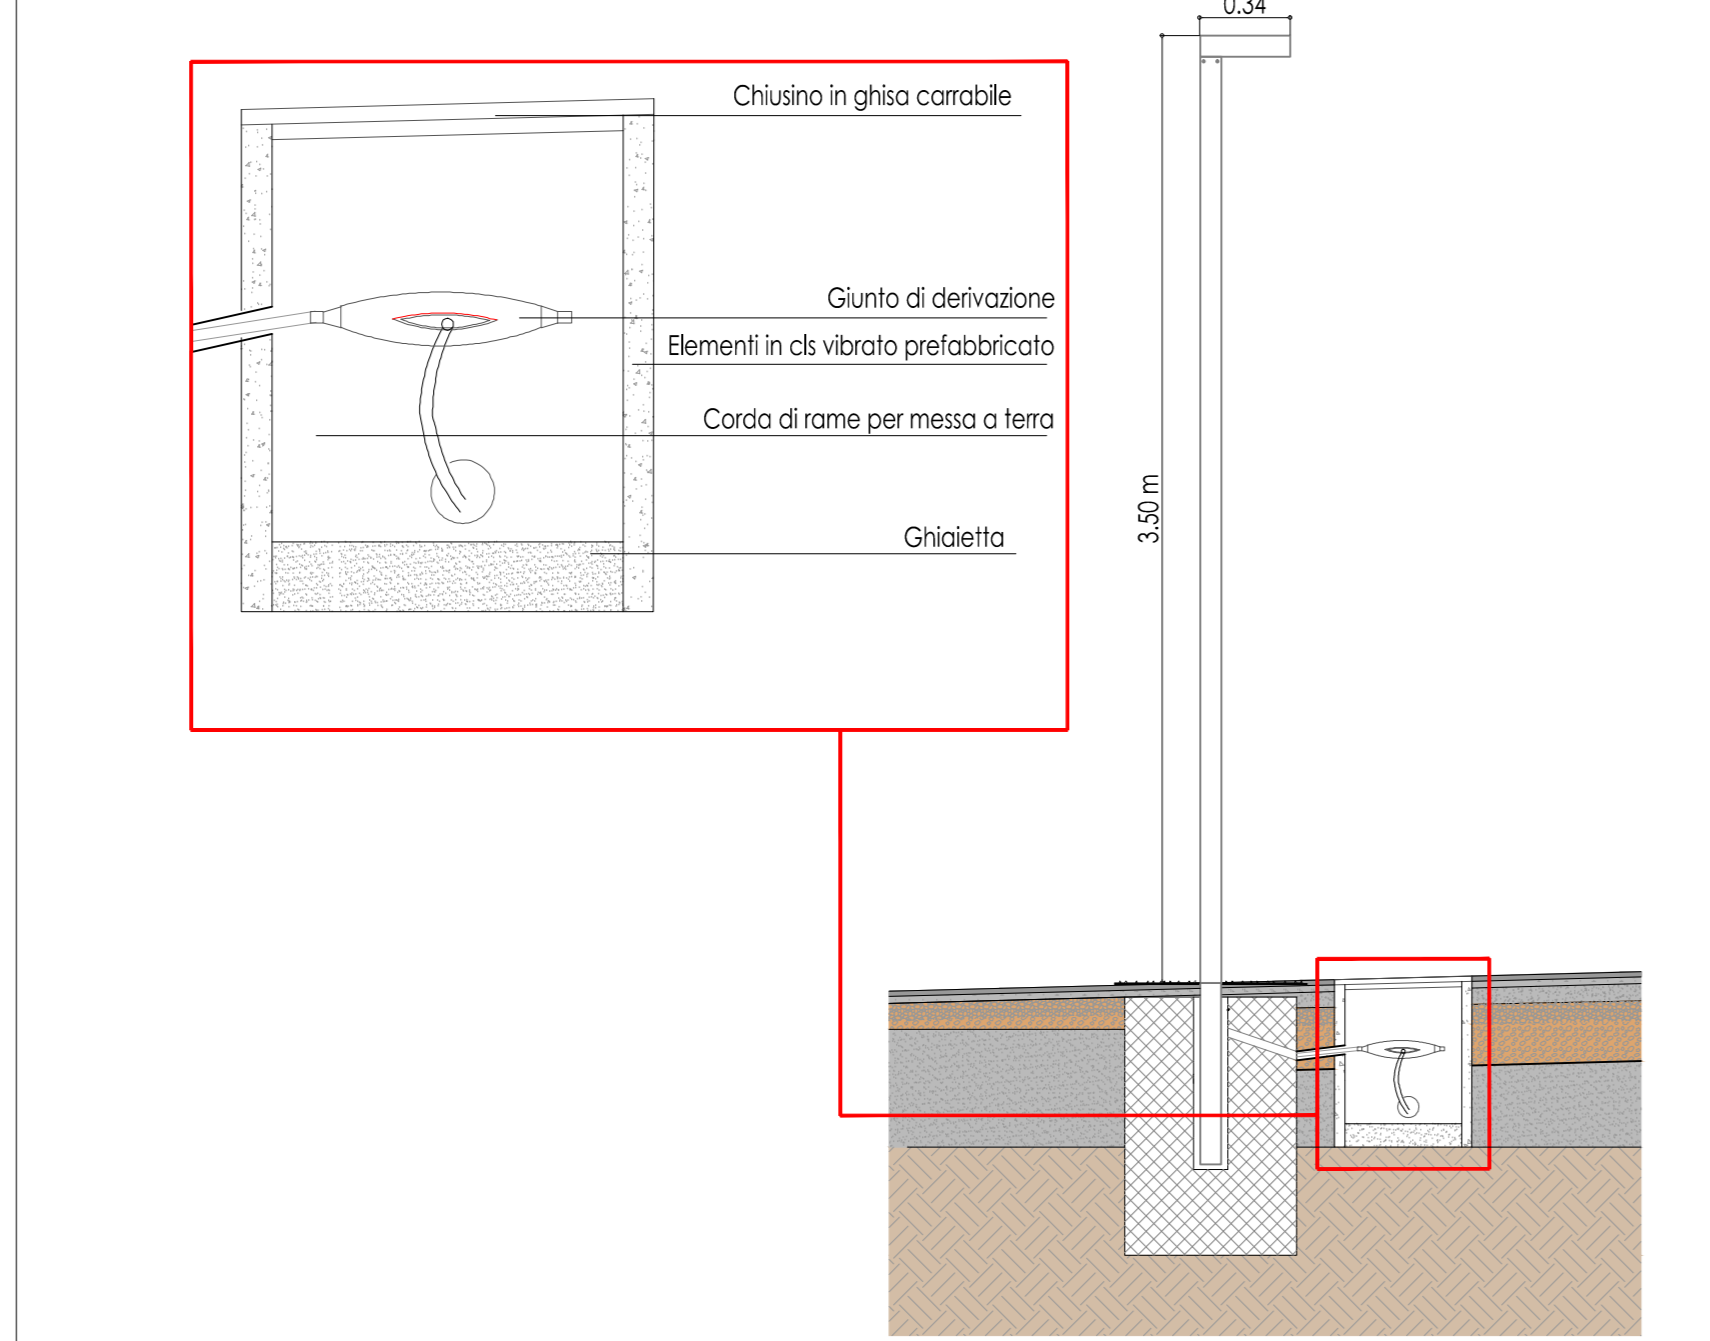 0.34
Chiusino in ghisa carrabile
Giunto di derivazione
Elementi in cls vibrato prefabbricato
Corda di rame per messa a terra
3.50 m
Ghiaietta